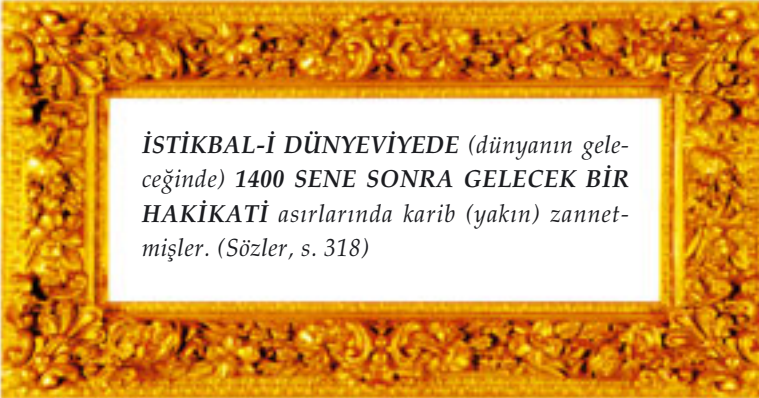 İSTİKBAL-İ DÜNYEVİYEDE (dünyanın gele-
ceğinde) 1400 SENE SONRA GELECEK BİR
HAKİKATİ asırlarında karib (yakın) zannet-
mişler. (Sözler, s. 318)